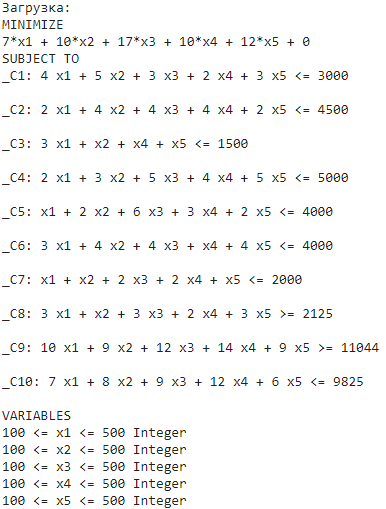 Загрузка:
MINIMIZE
7*x1 + 10*x2 + 17*x3 + 10*x4 + 12*x5 + 0
SUBJECT TO
_C1: 4 x1 + 5 x2 + 3 x3 + 2 x4 + 3 x5 <= 3000
_C2: 2 x1 + 4 x2 + 4 x3 + 4 x4 + 2 x5 <= 4500
_C3: 3 x1 + x2 + x4 + x5 <= 1500
_C4: 2 x1 + 3 x2 + 5 x3 + 4 x4 + 5 x5 <= 5000
_C5: x1 + 2 x2 + 6 x3 + 3 x4 + 2 x5 <= 4000
_C6: 3 x1 + 4 x2 + 4 x3 + x4 + 4 x5 <= 4000
_C7: x1 + x2 + 2 x3 + 2 x4 + x5 <= 2000
_C8: 3 x1 + x2 + 3 x3 + 2 x4 + 3 x5 >= 2125
_C9: 10 x1 + 9 x2 + 12 x3 + 14 x4 + 9 x5 >= 11044
_C10: 7 x1 + 8 x2 + 9 x3 + 12 x4 + 6 x5 <= 9825
VARIABLES
100 <= x1 <= 500 Integer
100 <= x2 <= 500 Integer
100 <= x3 <= 500 Integer
100 <= x4 <= 500 Integer
100 <= x5 <= 500 Integer